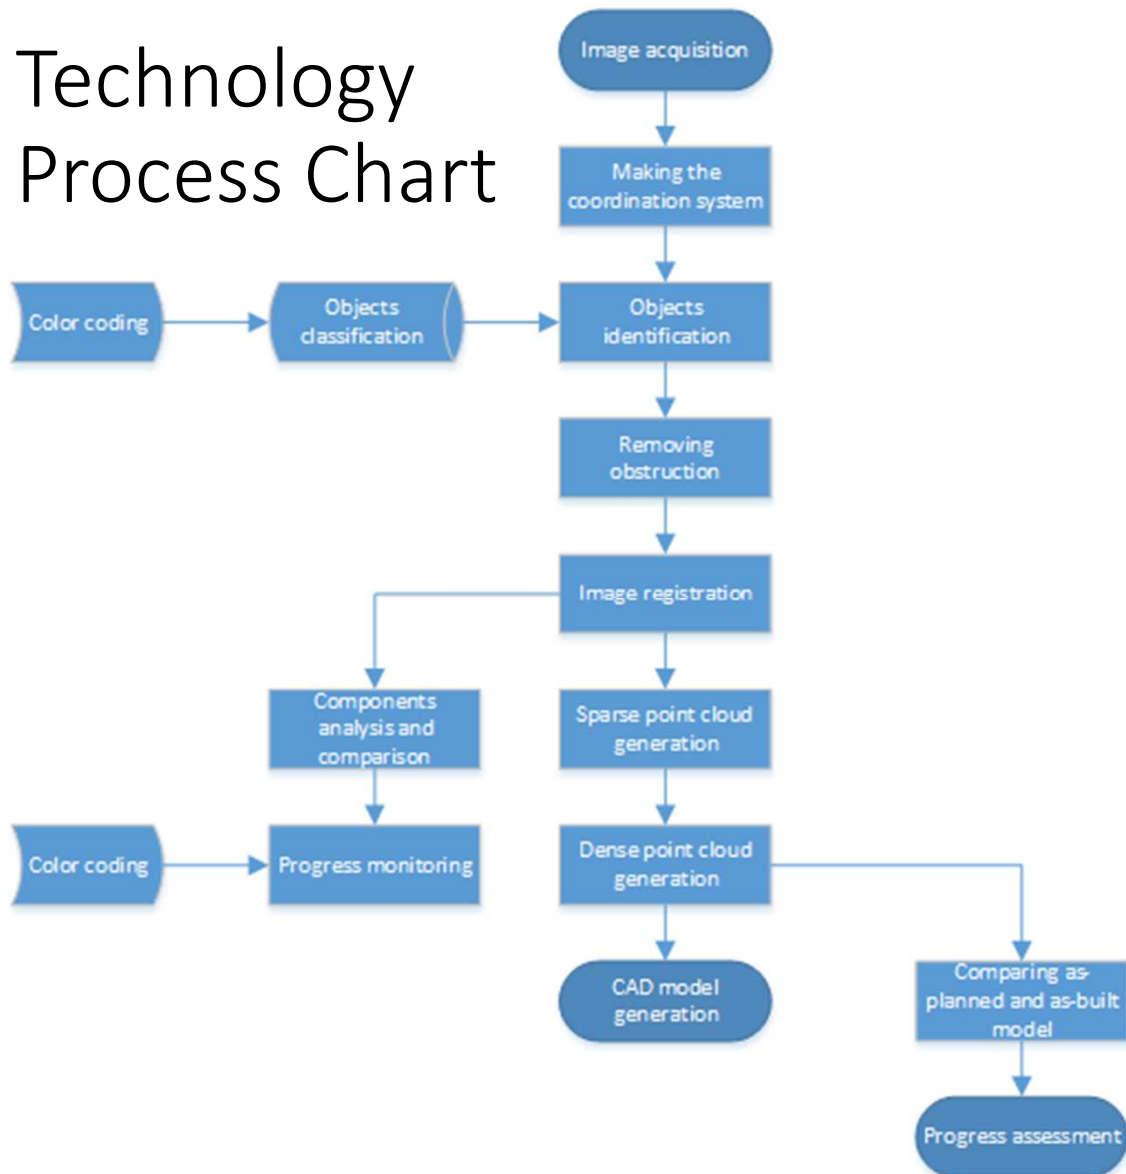 Technology
Process Chart
Image acquisition
Making the
coordination system
Color coding
Objects
classification
Objects
identification
Removing
obstruction
Image registration
Components
analysis and
comparison
Sparse point cloud
generation
Color coding
Progress monitoring
Dense point cloud
generation
CAD model
generation
Comparing as-
planned and as-built
model
Progress assessment